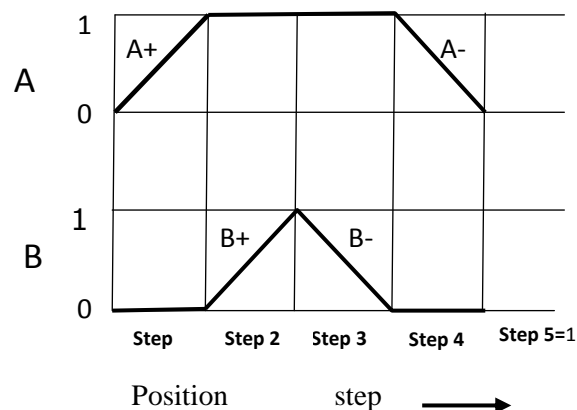 1
A+
A-
A
0
1
B+
B-
B
0
Step Step 2 Step 3 Step 4 Step 5=1
Position step